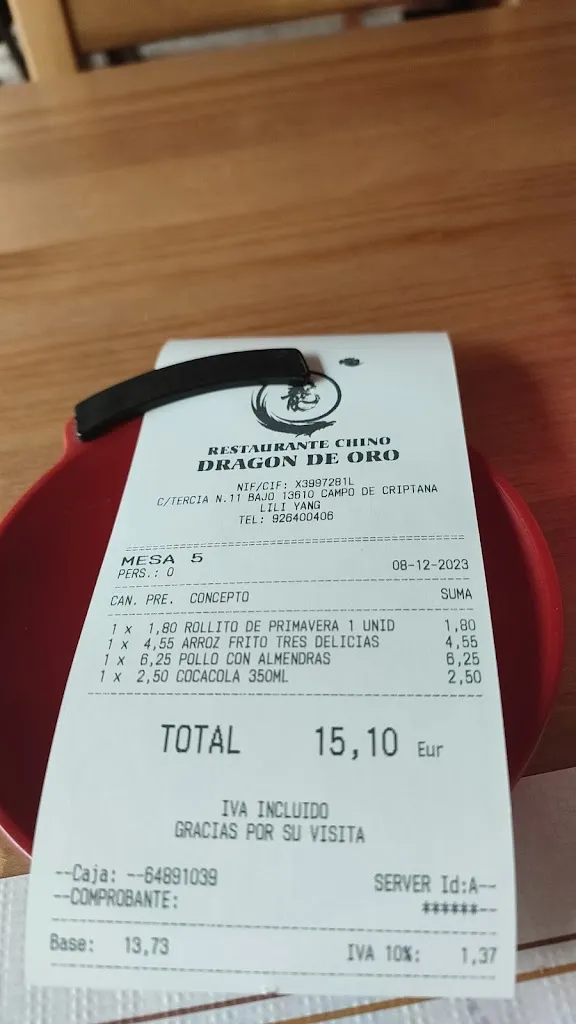 RESTAURANTE CHINO
DRAGON DE ORO
NIF/CIF: X3997281L
C/TERCIA N.11 BAJO 13610 CAMPO DE CRIPTANA
LILI YANG
TEL: 926400406
MESA 5
PERS.: 0 08-12-2023
CAN. PRE. CONCEPTO SUMA
1 x 1,80 ROLLITO DE PRIMAVERA 1 UNID 1,80
1 x 4,55 ARROZ FRITO TRES DELICIAS 4,55
1 x 6,25 POLLO CON ALMENDRAS 6,25
1 x 2,50 COCACOLA 350ML 2,50
TOTAL 15,10 Eur
IVA INCLUIDO
GRACIAS POR SU VISITA
--Caja: --64891039 SERVER Id:A--
--COMPROBANTE: ******--
Base: 13,73 IVA 10%: 1,37